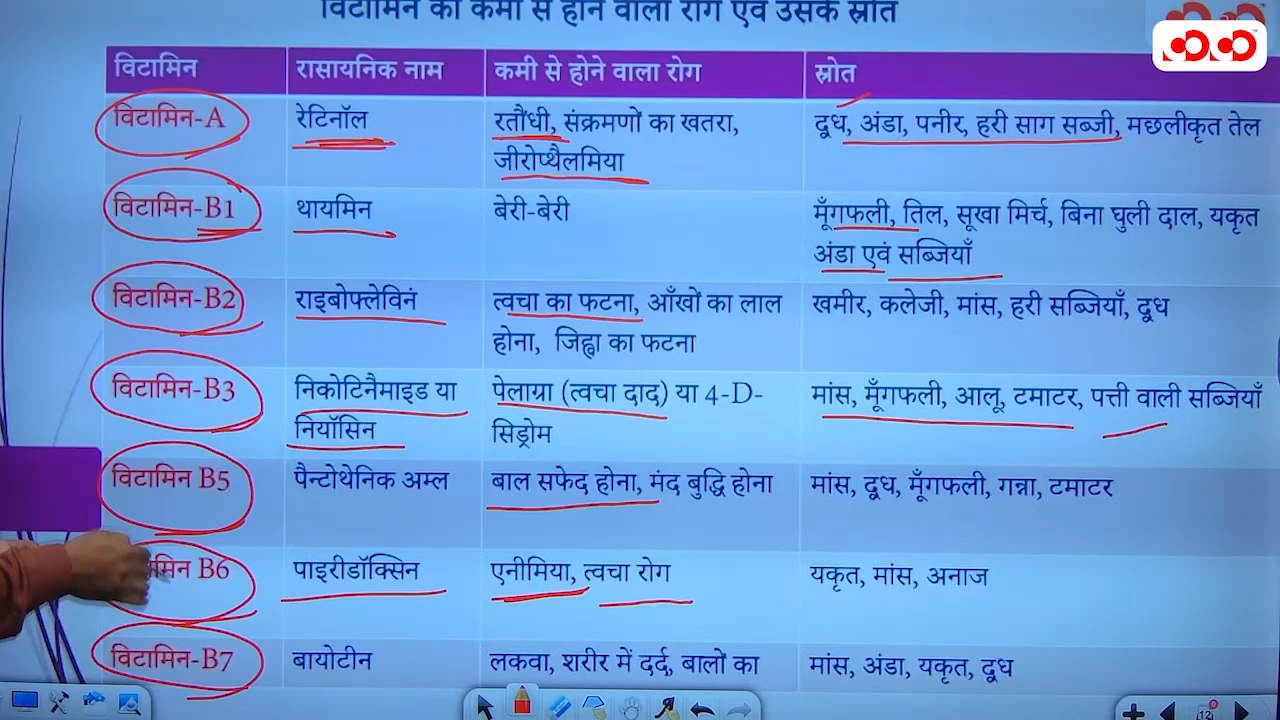 विटामिन की कमी से होने वाला रोग एवं उसके स्रोत
विटामिन रासायनिक नाम कमी से होने वाला रोग स्रोत
विटामिन-A रेटिनॉल रतौंधी, संक्रमणों का खतरा, दूध, अंडा, पनीर, हरी साग सब्जी, मछलीकृत तेल
जीरोप्थैलमिया
विटामिन-B1 थायमिन बेरी-बेरी मूँगफली, तिल, सूखा मिर्च, बिना घुली दाल, यकृत
अंडा एवं सब्जियाँ
विटामिन-B2 राइबोफ्लेविनं त्वचा का फटना, आँखों का लाल खमीर, कलेजी, मांस, हरी सब्जियाँ, दूध
होना, जिह्वा का फटना
विटामिन-B3 निकोटिनैमाइड या पेलाग्रा (त्वचा दाद) या 4-D- मांस, मूँगफली, आलू, टमाटर, पत्ती वाली सब्जियाँ
नियॉसिन सिड्रोम
विटामिन B5 पैन्टोथेनिक अम्ल बाल सफेद होना, मंद बुद्धि होना मांस, दूध, मूँगफली, गन्ना, टमाटर
B6 पाइरीडॉक्सिन एनीमिया, त्वचा रोग यकृत, मांस, अनाज
विटामिन-B7 बायोटीन लकवा, शरीर में दर्द, बालों का मांस, अंडा, यकृत, दूध
12